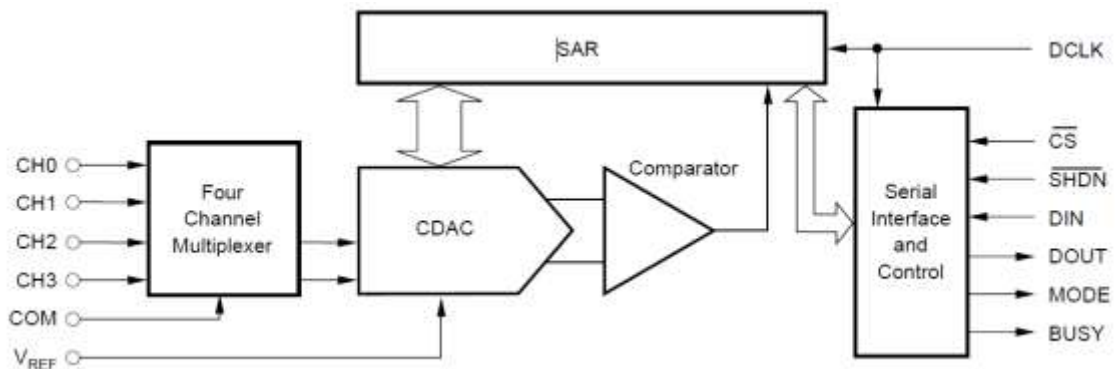 SAR
DCLK
CH0
CH1
CH2
CH3
COM
VREF
Four
Channel
Multiplexer
CDAC
Comparator
Serial
Interface
and
Control
CS
SHDN
DIN
DOUT
MODE
BUSY